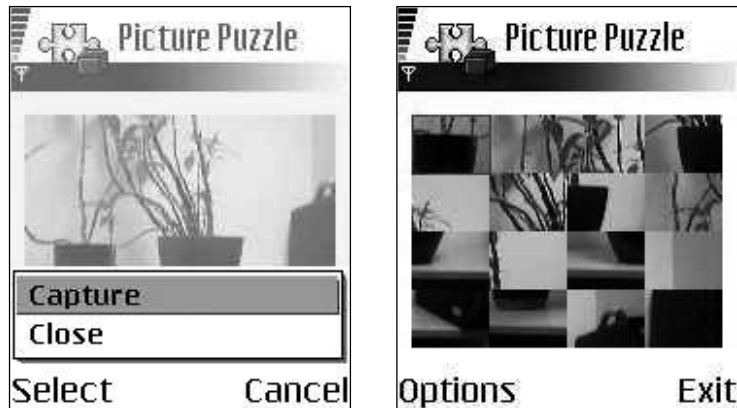 Picture Puzzle
Capture
Close
Select Cancel
Picture Puzzle
Options Exit